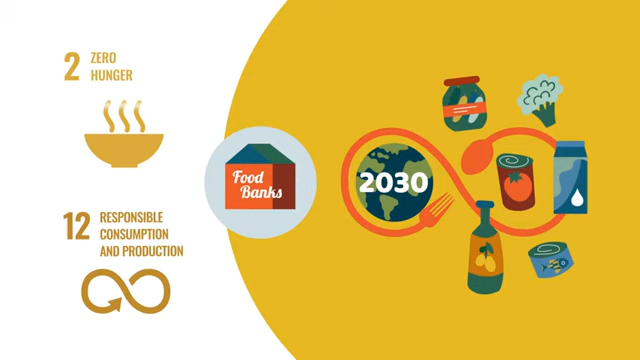 2 ZERO
HUNGER
12 RESPONSIBLE
CONSUMPTION
AND PRODUCTION
Food
Banks
2030